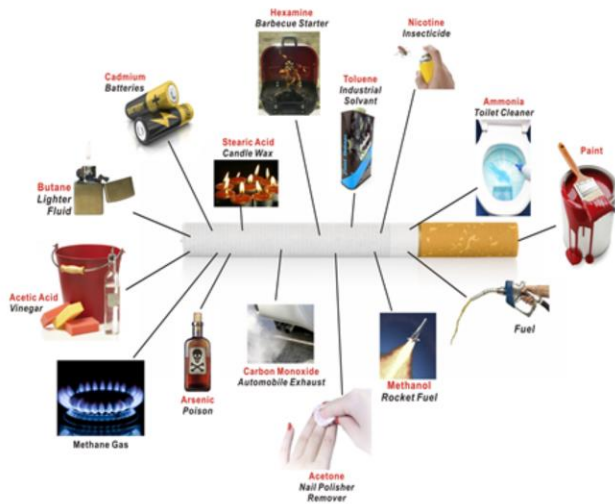 Hexamine
Barbecue Starter
Nicotine
Insecticide
Cadmium
Batteries
Toluene
Industrial
Solvent
Ammonia
Toilet Cleaner
Paint
Stearic Acid
Candle Wax
Butane
Lighter
Fluid
Acetic Acid
Vinegar
Fuel
Carbon Monoxide
Automobile Exhaust
Methanol
Rocket Fuel
Arsenic
Poison
Methane Gas
Acetone
Nail Polisher
Remover